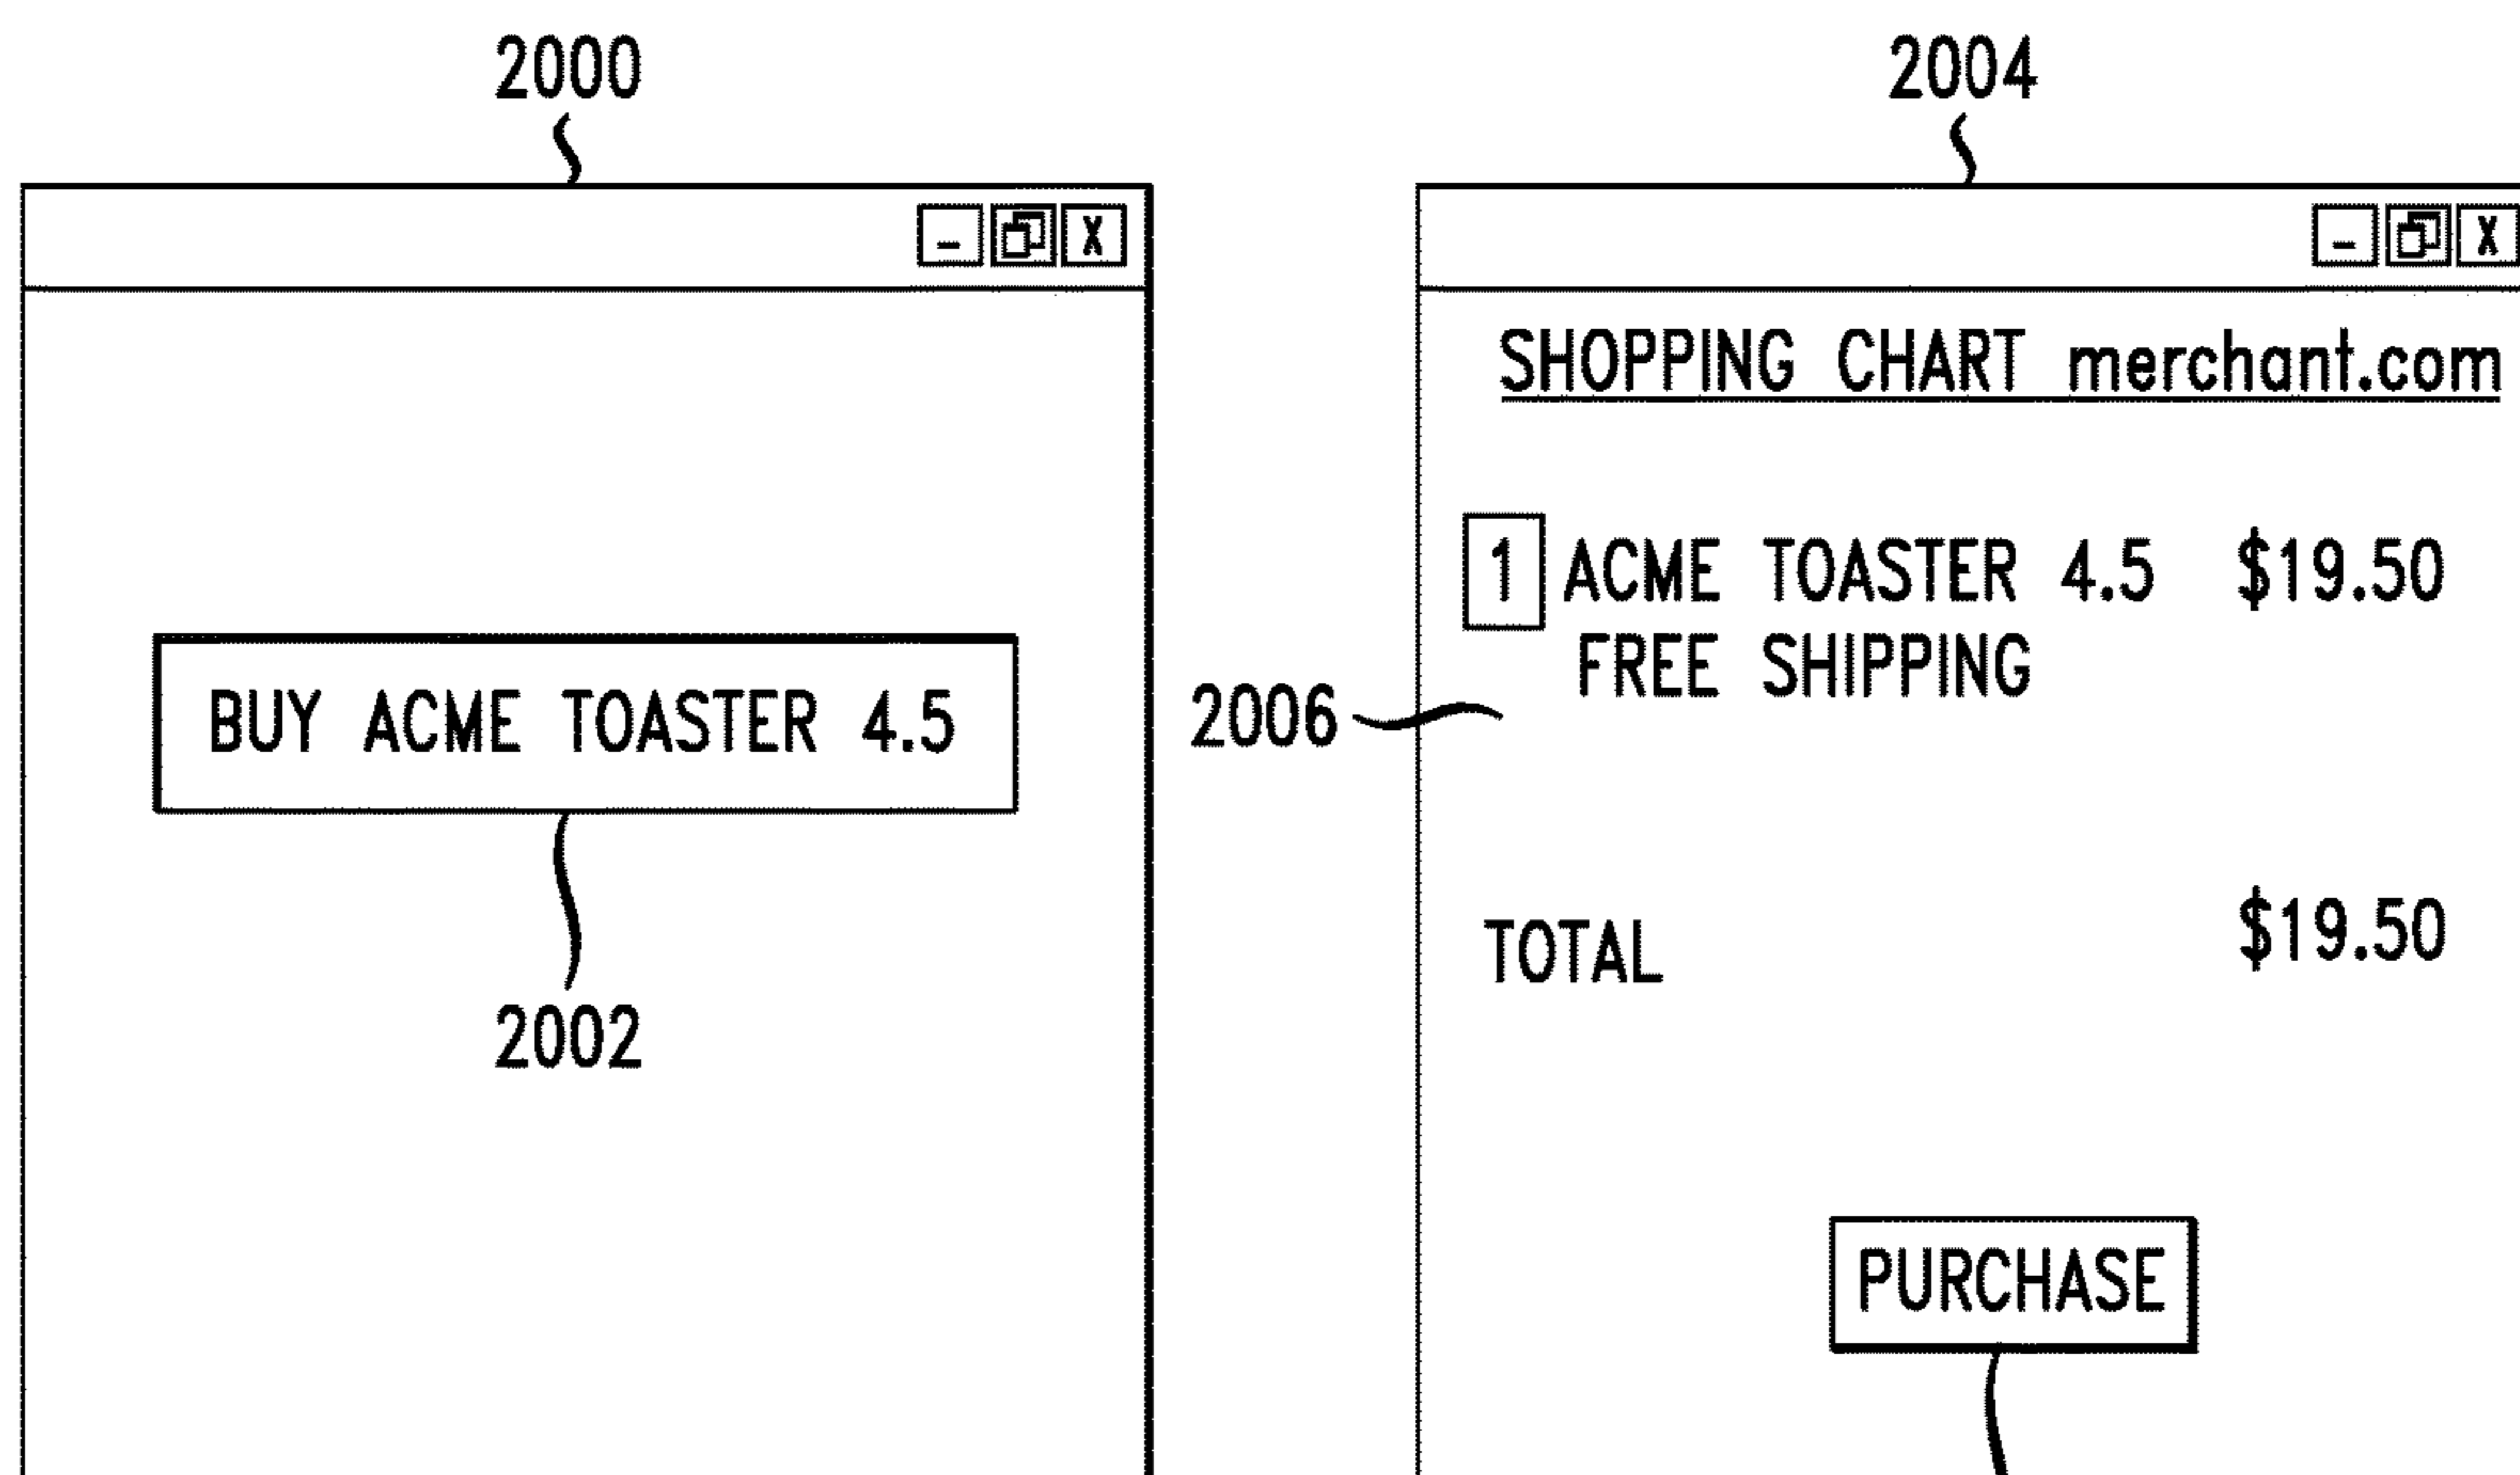 2000
X
BUY ACME TOASTER 4.5
2002
2004
X
SHOPPING CHART merchant.com
1 ACME TOASTER 4.5 $19.50
FREE SHIPPING
2006
TOTAL $19.50
PURCHASE